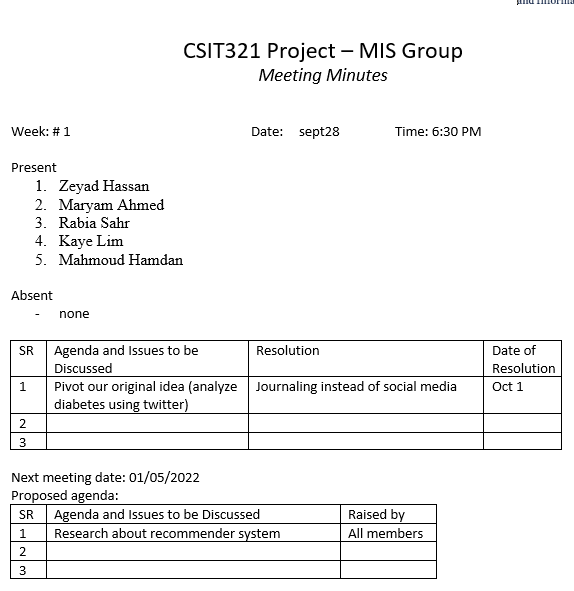 and Informa
CSIT321 Project – MIS Group
Meeting Minutes
Week: # 1 Date: sept28 Time: 6:30 PM
Present
1. Zeyad Hassan
2. Maryam Ahmed
3. Rabia Sahr
4. Kaye Lim
5. Mahmoud Hamdan
Absent
- none
SR Agenda and Issues to be Discussed Resolution Date of Resolution
1 Pivot our original idea (analyze diabetes using twitter) Journaling instead of social media Oct 1
2
3
Next meeting date: 01/05/2022
Proposed agenda:
SR Agenda and Issues to be Discussed Raised by
1 Research about recommender system All members
2
3